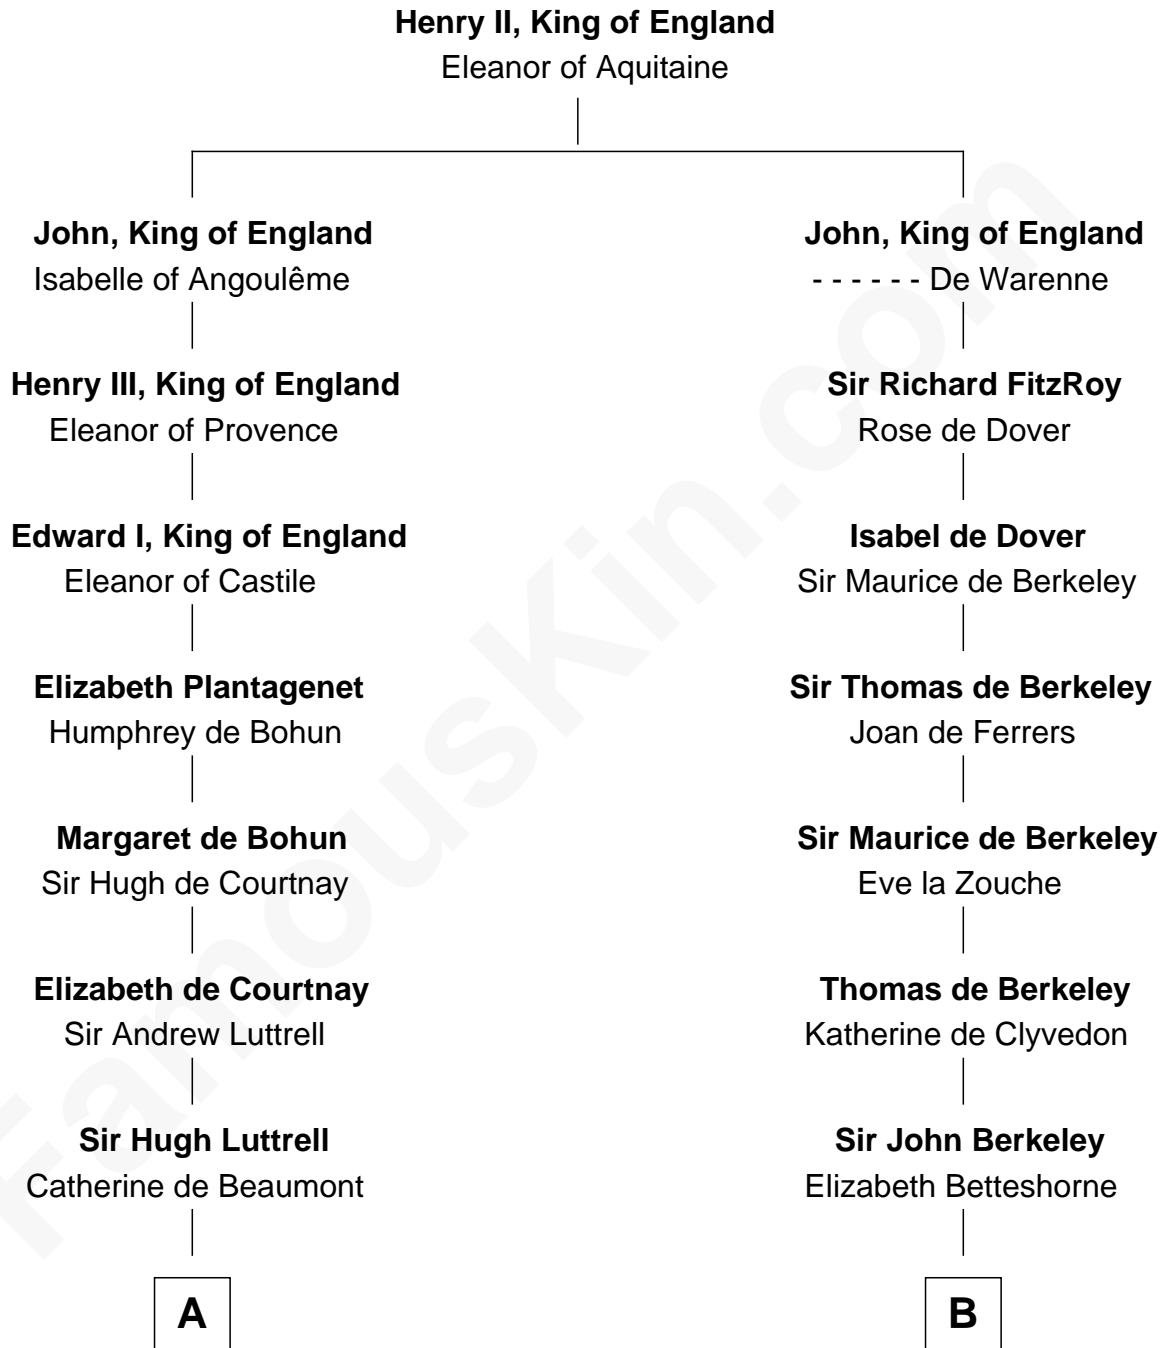 Henry II, King of England
Eleanor of Aquitaine
John, King of England
Isabelle of Angoulême
Henry III, King of England
Eleanor of Provence
Edward I, King of England
Eleanor of Castile
Elizabeth Plantagenet
Humphrey de Bohun
Margaret de Bohun
Sir Hugh de Courtnay
Elizabeth de Courtnay
Sir Andrew Luttrell
Sir Hugh Luttrell
Catherine de Beaumont
A
John, King of England
- - - - - - De Warenne
Sir Richard FitzRoy
Rose de Dover
Isabel de Dover
Sir Maurice de Berkeley
Sir Thomas de Berkeley
Joan de Ferrers
Sir Maurice de Berkeley
Eve la Zouche
Thomas de Berkeley
Katherine de Clyvedon
Sir John Berkeley
Elizabeth Betteshorne
B
FamousKin.com